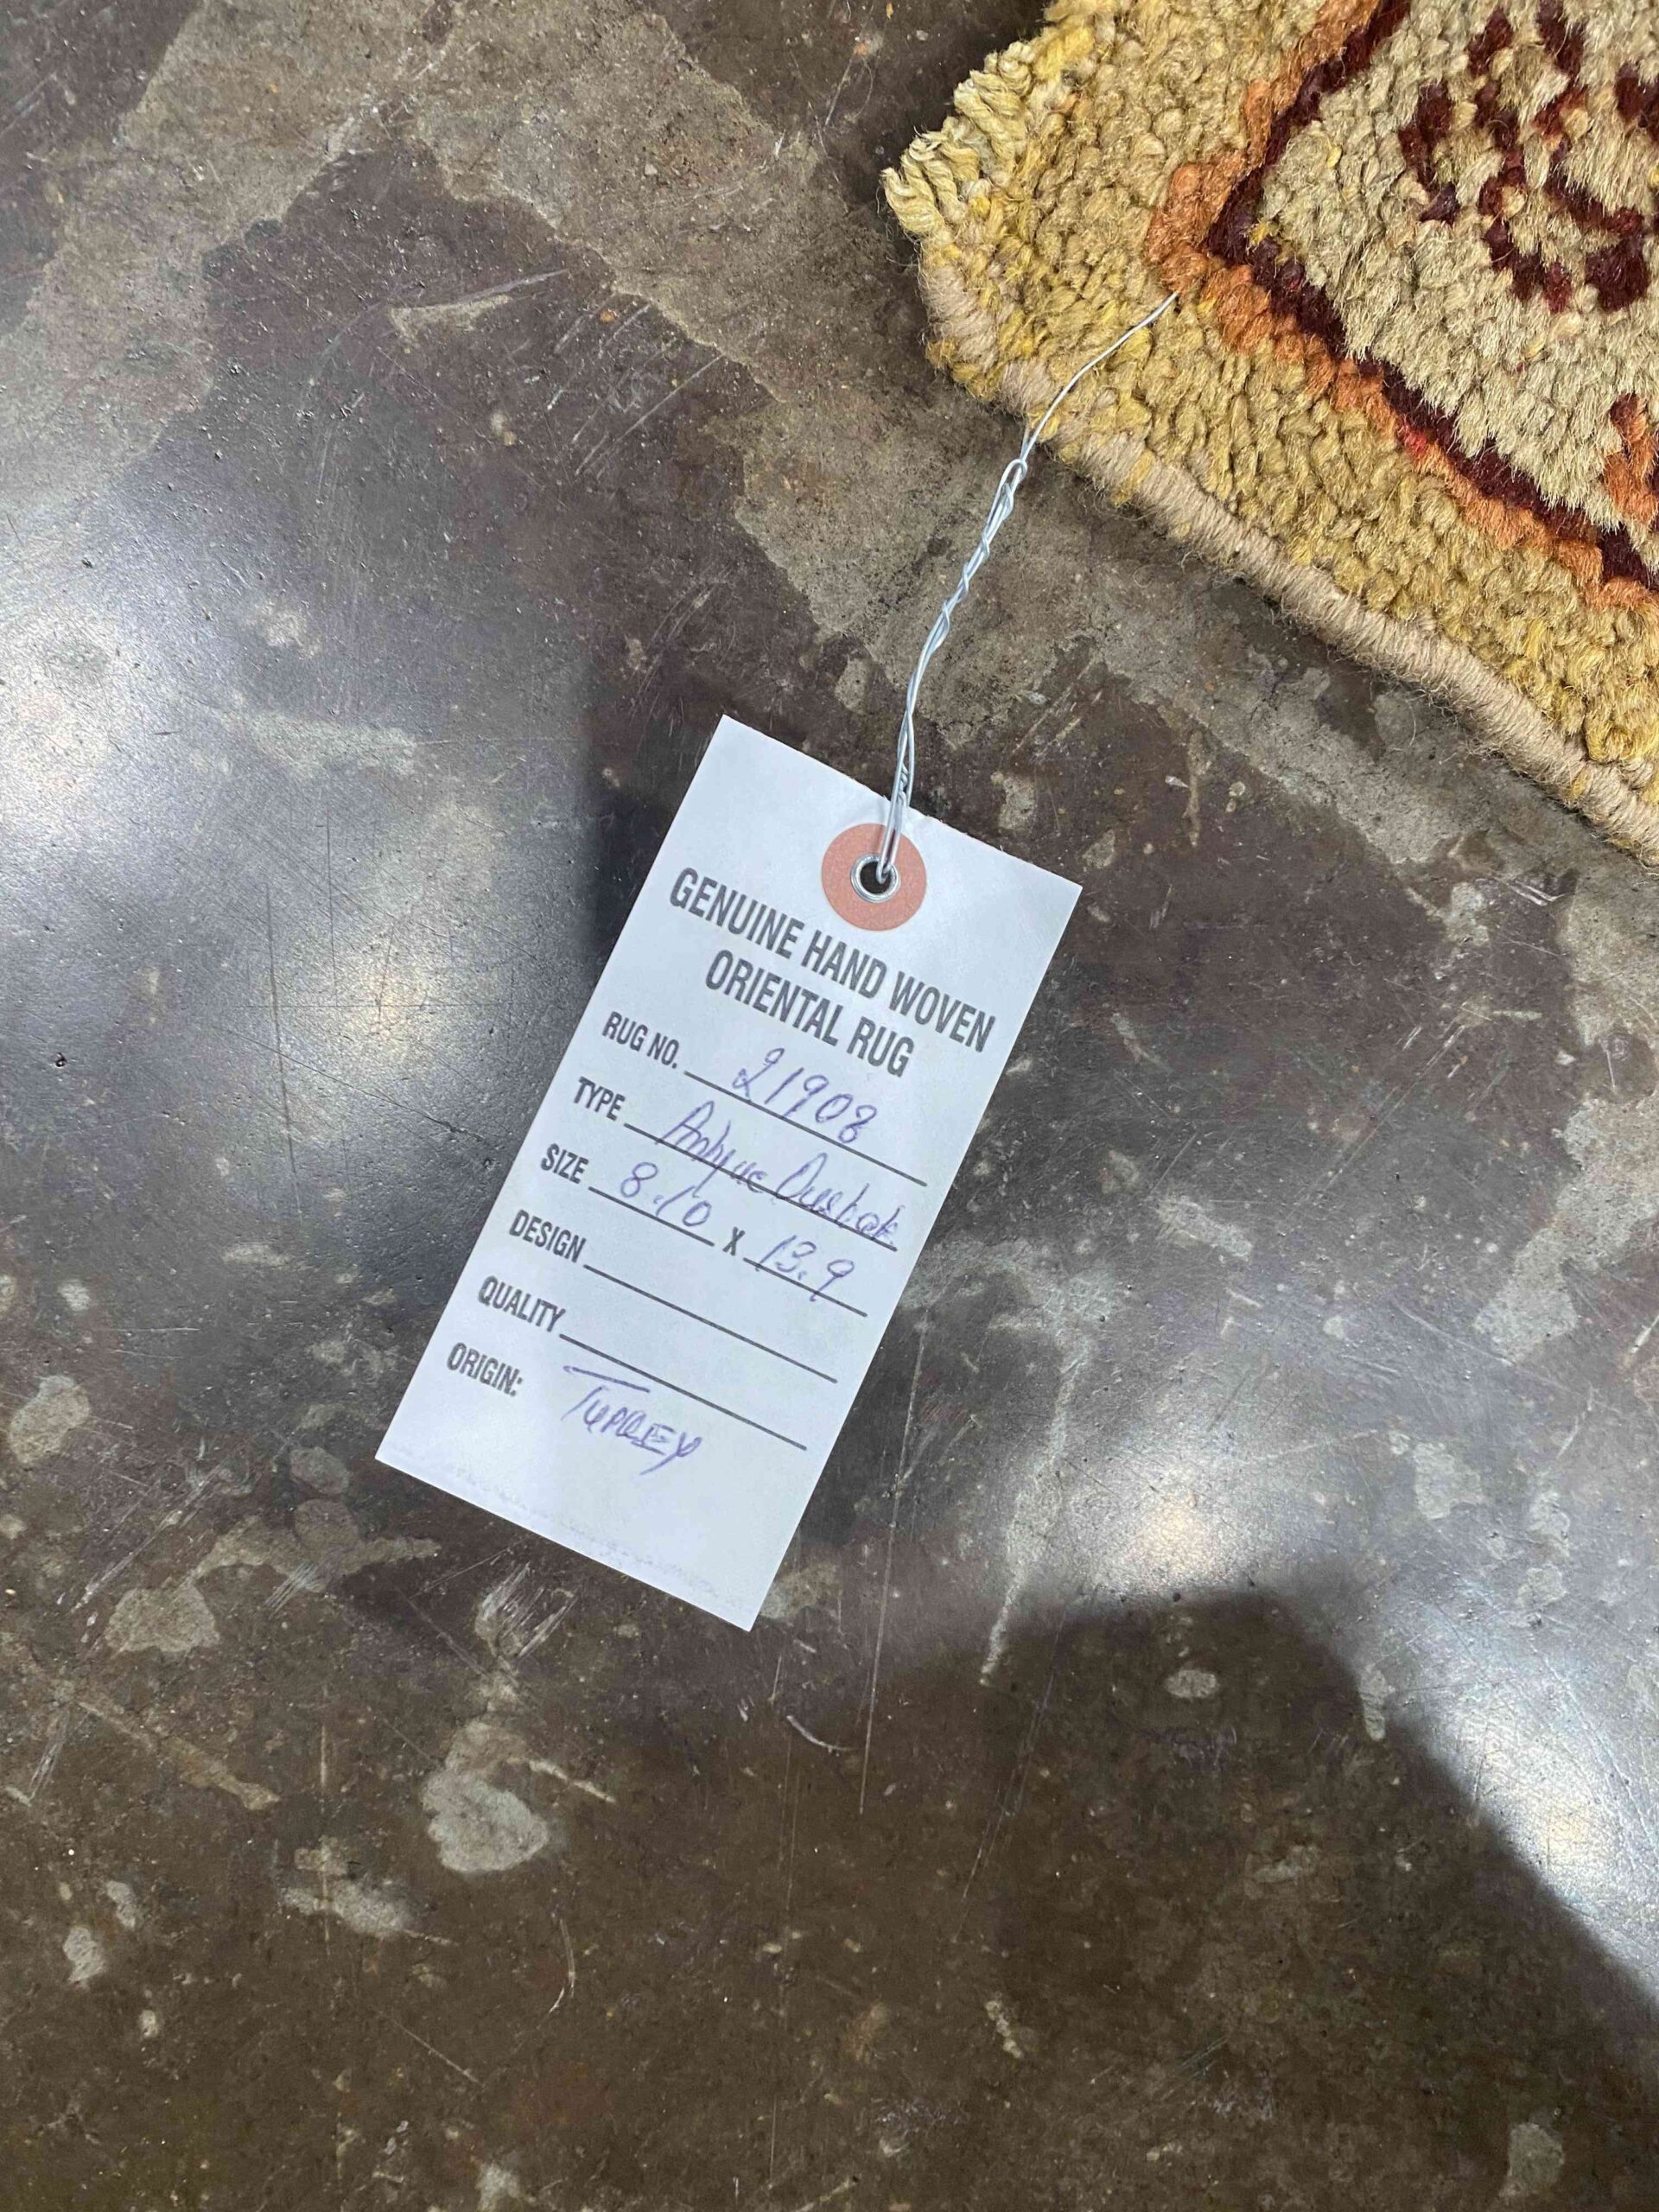 GENUINE HAND WOVEN
ORIENTAL RUG
RUG NO. 21908
TYPE Antique Oushak
SIZE 8.10 X 13.9
DESIGN
QUALITY
ORIGIN: TURKEY